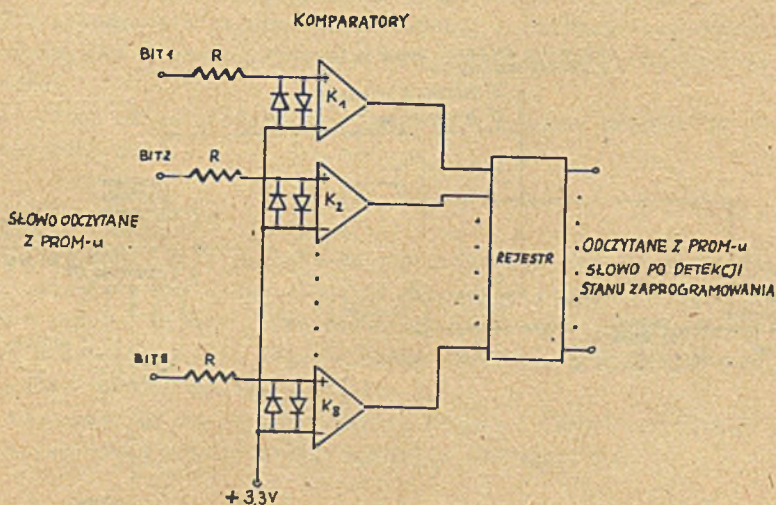 KOMPARATORY
BIT1
R
+
K1
-
BIT2
R
+
K2
-
SŁOWO ODCZYTANE
Z PROM-u
REJESTR
ODCZYTANE Z PROM-u
SŁOWO PO DETEKCJI
STANU ZAPROGRAMOWANIA
BIT8
R
+
K8
-
+3,3V